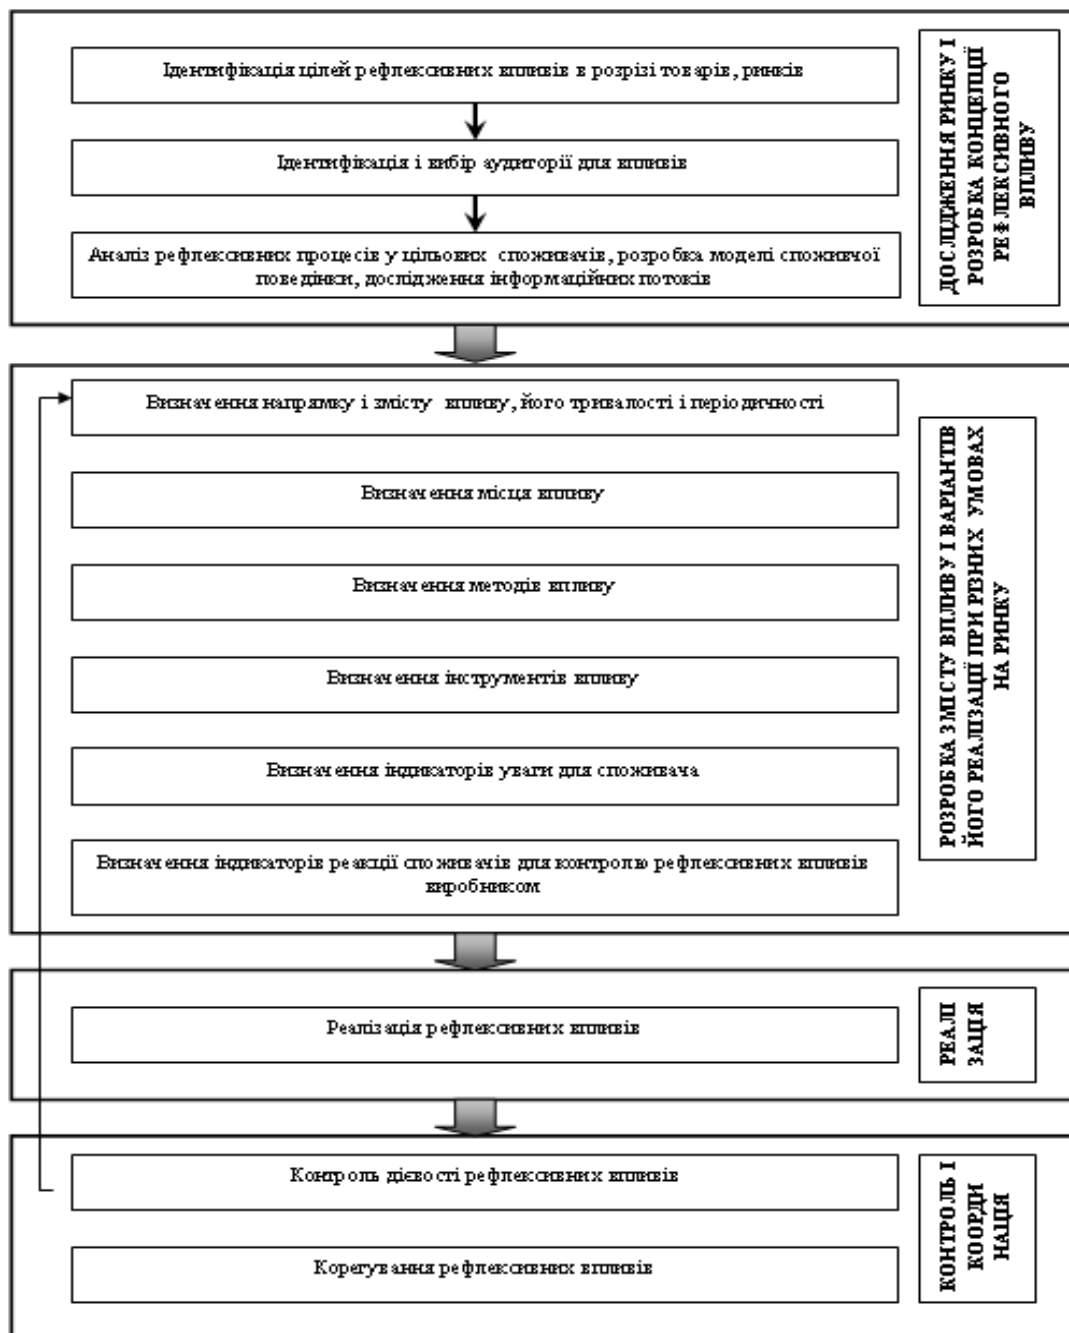 Ідентифікація цілей рефлексивних впливів в розрізі товарів, ринків
Ідентифікація і вибір аудиторії для впливів
Аналіз рефлексивних процесів у цільових споживачів, розробка моделі споживчої
поведінки, дослідження інформаційних потоків
ДОСЛІДЖЕННЯ РИНКУ І
РОЗРОБКА КОНЦЕПЦІЇ
РЕФЛЕКСИВНОГО
ВПЛИВУ
Визначення напрямку і змісту впливу, його тривалості і періодичності
Визначення місця впливу
Визначення методів впливу
Визначення інструментів впливу
Визначення індикаторів уваги для споживача
Визначення індикаторів реакції споживачів для контролю рефлексивних впливів
виробником
РОЗРОБКА ЗМІСТУ ВПЛИВУ І ВАРІАНТІВ
ЙОГО РЕАЛІЗАЦІЇ ПРИ РІЗНИХ УМОВАХ
НА РИНКУ
Реалізація рефлексивних впливів
РЕАЛІ
ЗАЦІЯ
Контроль дієвості рефлексивних впливів
Корегування рефлексивних впливів
КОНТРОЛЬ І
КООРДИ
НАЦІЯ